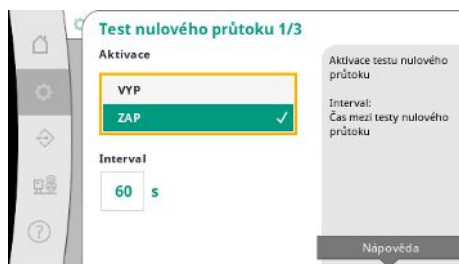 Test nulového průtoku 1/3
Aktivace
VYP
ZAP
Interval
60 s
Aktivace testu nulového
průtoku
Interval:
Čas mezi testy nulového
průtoku
Nápověda